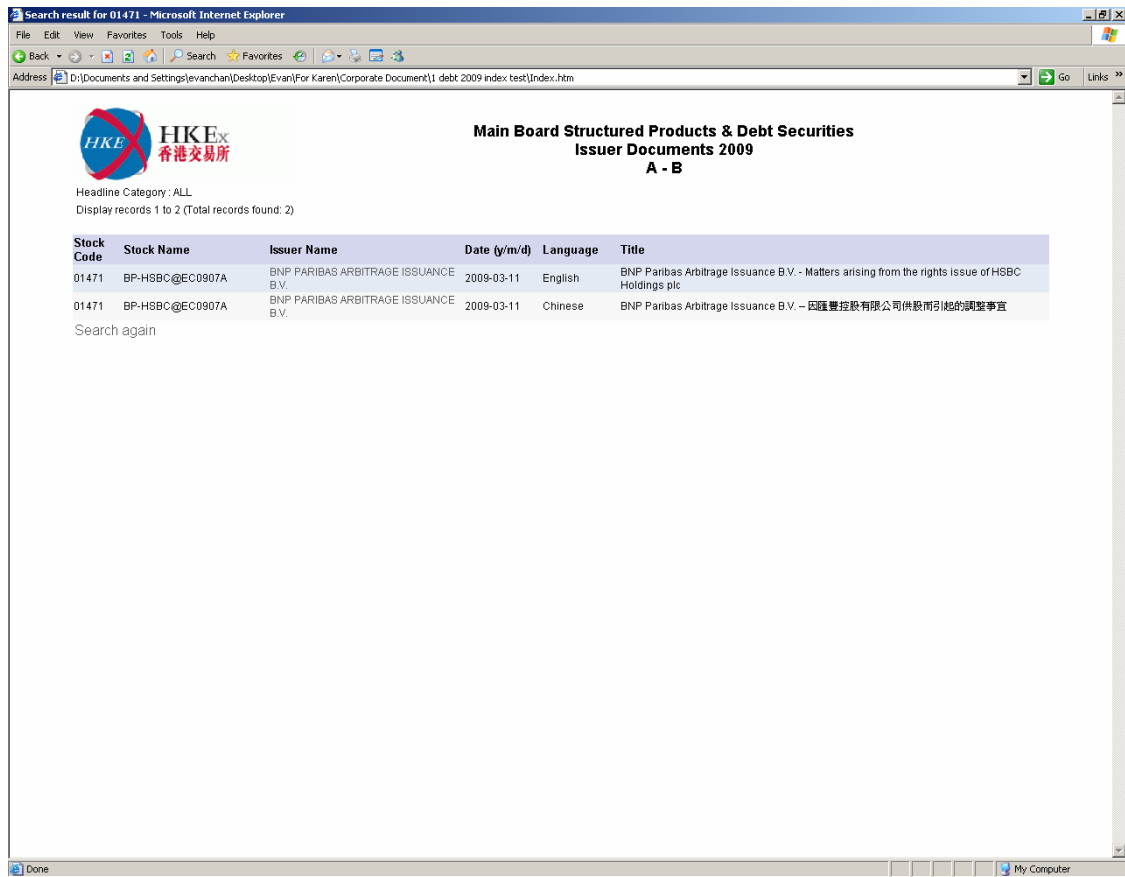 Search result for 01471 - Microsoft Internet Explorer
File Edit View Favorites Tools Help
Back Search Favorites
Address D:\Documents and Settings\evanchan\Desktop\Evan\For Karen\Corporate Document\1 debt 2009 index test\Index.htm Go Links »
HKE HKEx
香港交易所
Main Board Structured Products & Debt Securities
Issuer Documents 2009
A - B
Headline Category : ALL
Display records 1 to 2 (Total records found: 2)
Stock Code Stock Name Issuer Name Date (y/m/d) Language Title
01471 BP-HSBC@EC0907A BNP PARIBAS ARBITRAGE ISSUANCE B.V. 2009-03-11 English BNP Paribas Arbitrage Issuance B.V. - Matters arising from the rights issue of HSBC Holdings plc
01471 BP-HSBC@EC0907A BNP PARIBAS ARBITRAGE ISSUANCE B.V. 2009-03-11 Chinese BNP Paribas Arbitrage Issuance B.V. – 因匯豐控股有限公司供股而引起的調整事宜
Search again
Done My Computer